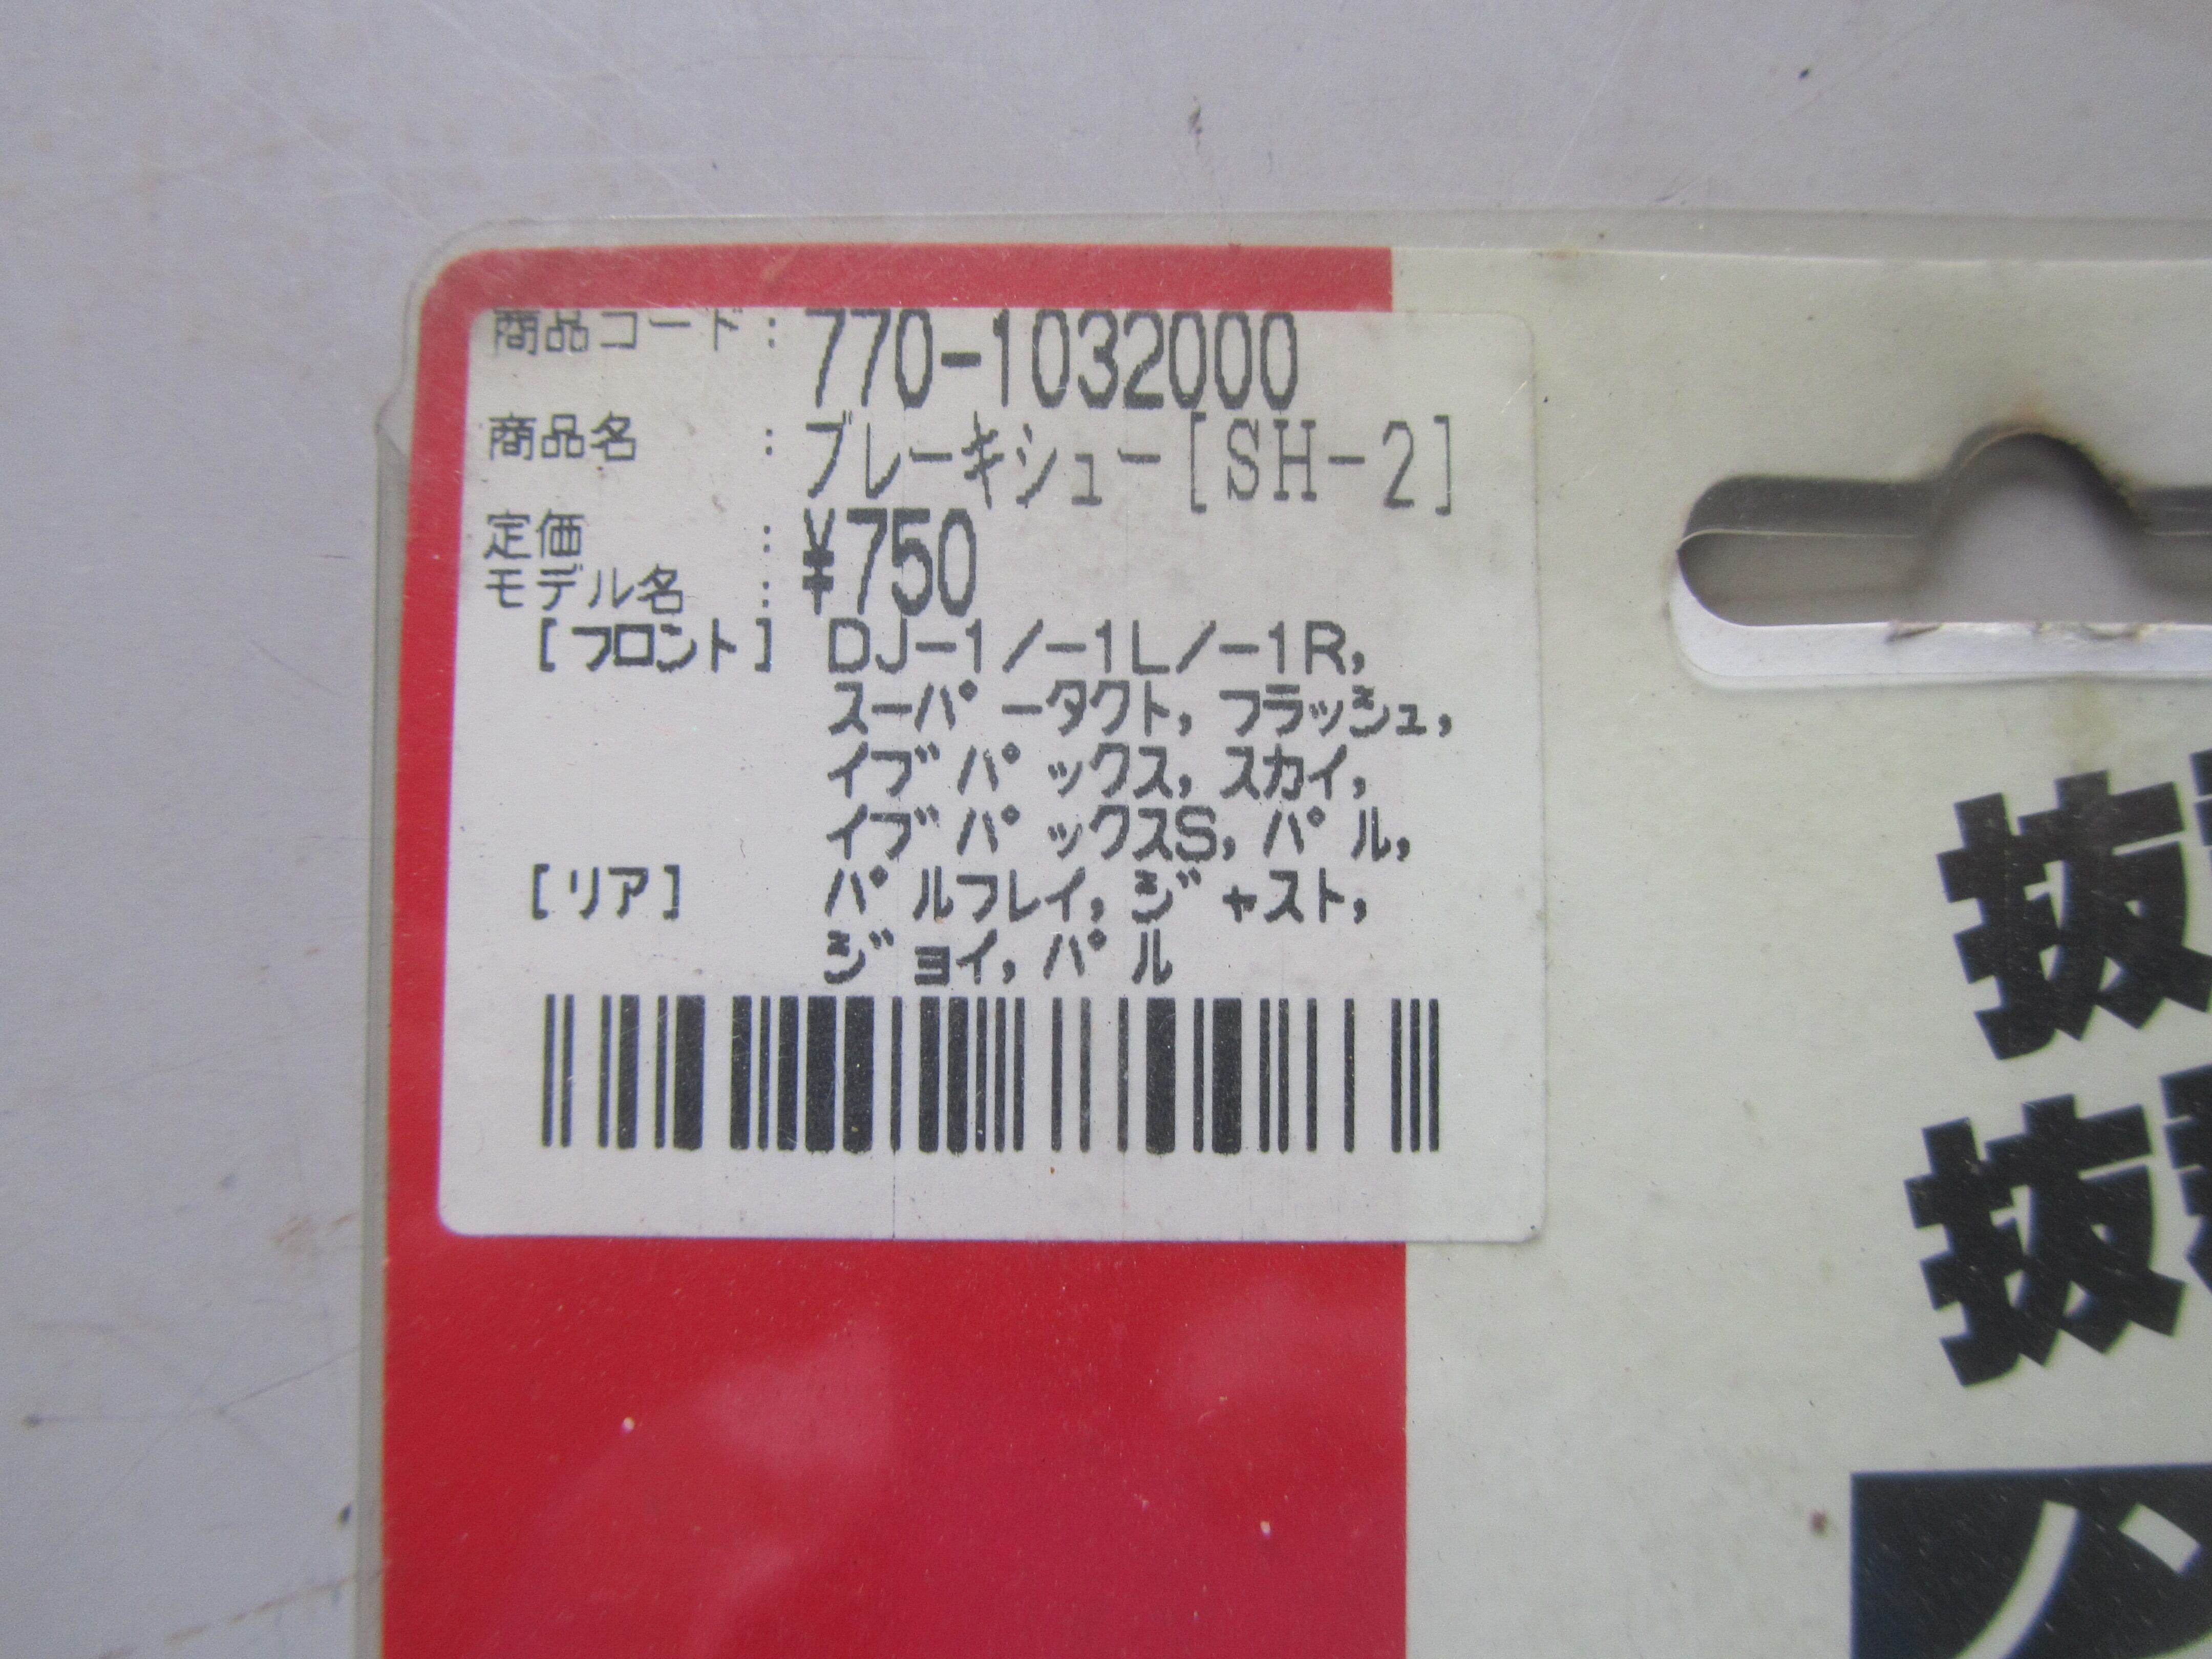 商品コード : 770-1032000
商品名 : ブレーキシュー[SH-2]
定価 : ¥750
モデル名 :
[フロント] DJ-1/-1L/-1R,
スーパータクト, フラッシュ,
イブパックス, スカイ,
イブパックスS, パル,
[リア] パルフレイ, ジャスト,
ジョイ, パル
抜
抜